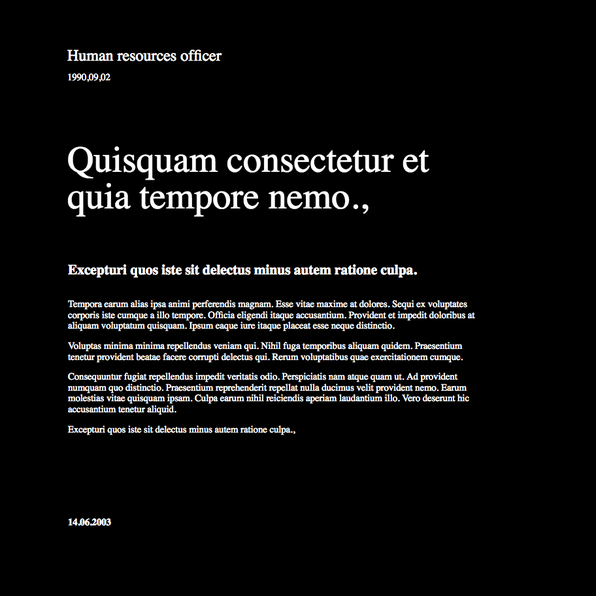 Human resources officer
1990,09,02
Quisquam consectetur et
quia tempore nemo.,
Excepturi quos iste sit delectus minus autem ratione culpa.
Tempora earum alias ipsa animi perferendis magnam. Esse vitae maxime at dolores. Sequi ex voluptates
corporis iste cumque a illo tempore. Officia eligendi itaque accusantium. Provident et impedit doloribus at
aliquam voluptatum quisquam. Ipsum eaque iure itaque placeat esse neque distinctio.
Voluptas minima minima repellendus veniam qui. Nihil fuga temporibus aliquam quidem. Praesentium
tenetur provident beatae facere corrupti delectus qui. Rerum voluptatibus quae exercitationem cumque.
Consequuntur fugiat repellendus impedit veritatis odio. Perspiciatis nam atque quam ut. Ad provident
numquam quo distinctio. Praesentium reprehenderit repellat nulla ducimus velit provident nemo. Earum
molestias vitae quisquam ipsam. Culpa earum nihil reiciendis aperiam laudantium illo. Vero deserunt hic
accusantium tenetur aliquid.
Excepturi quos iste sit delectus minus autem ratione culpa.,
14.06.2003